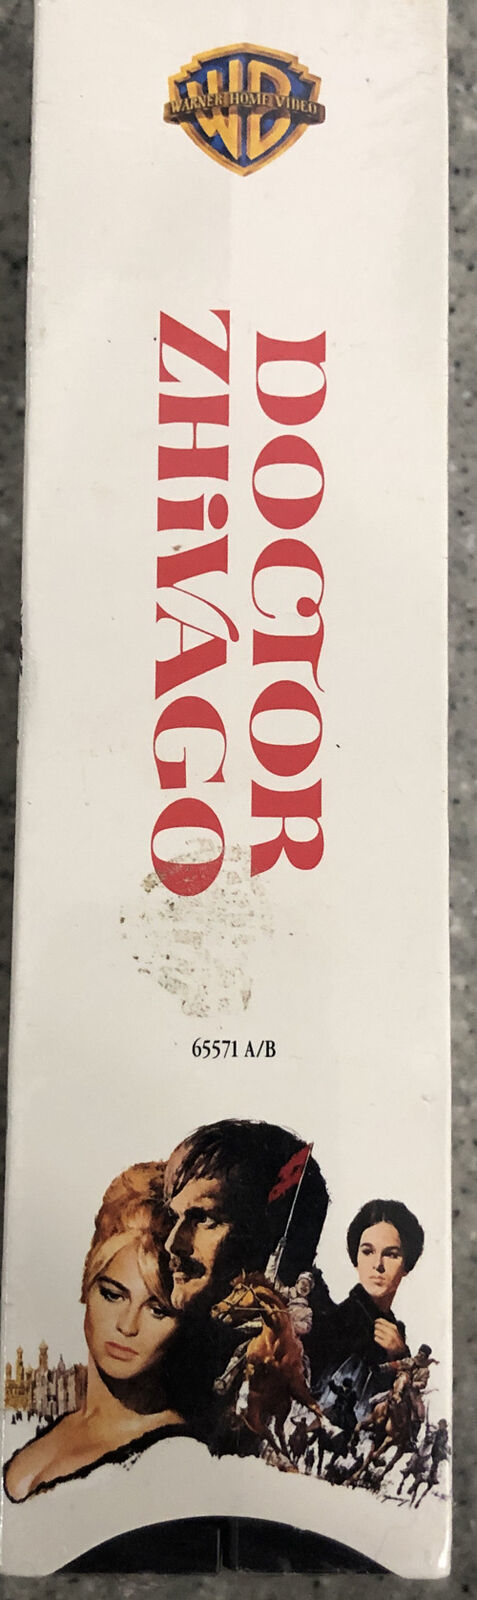 WB
WARNER HOME VIDEO
DOCTOR
ZHiVAGO
65571 A/B